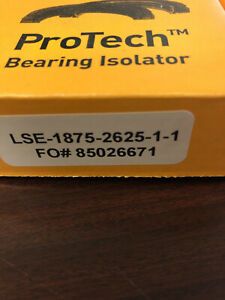 ProTech™
Bearing Isolator
LSE-1875-2625-1-1
FO# 85026671